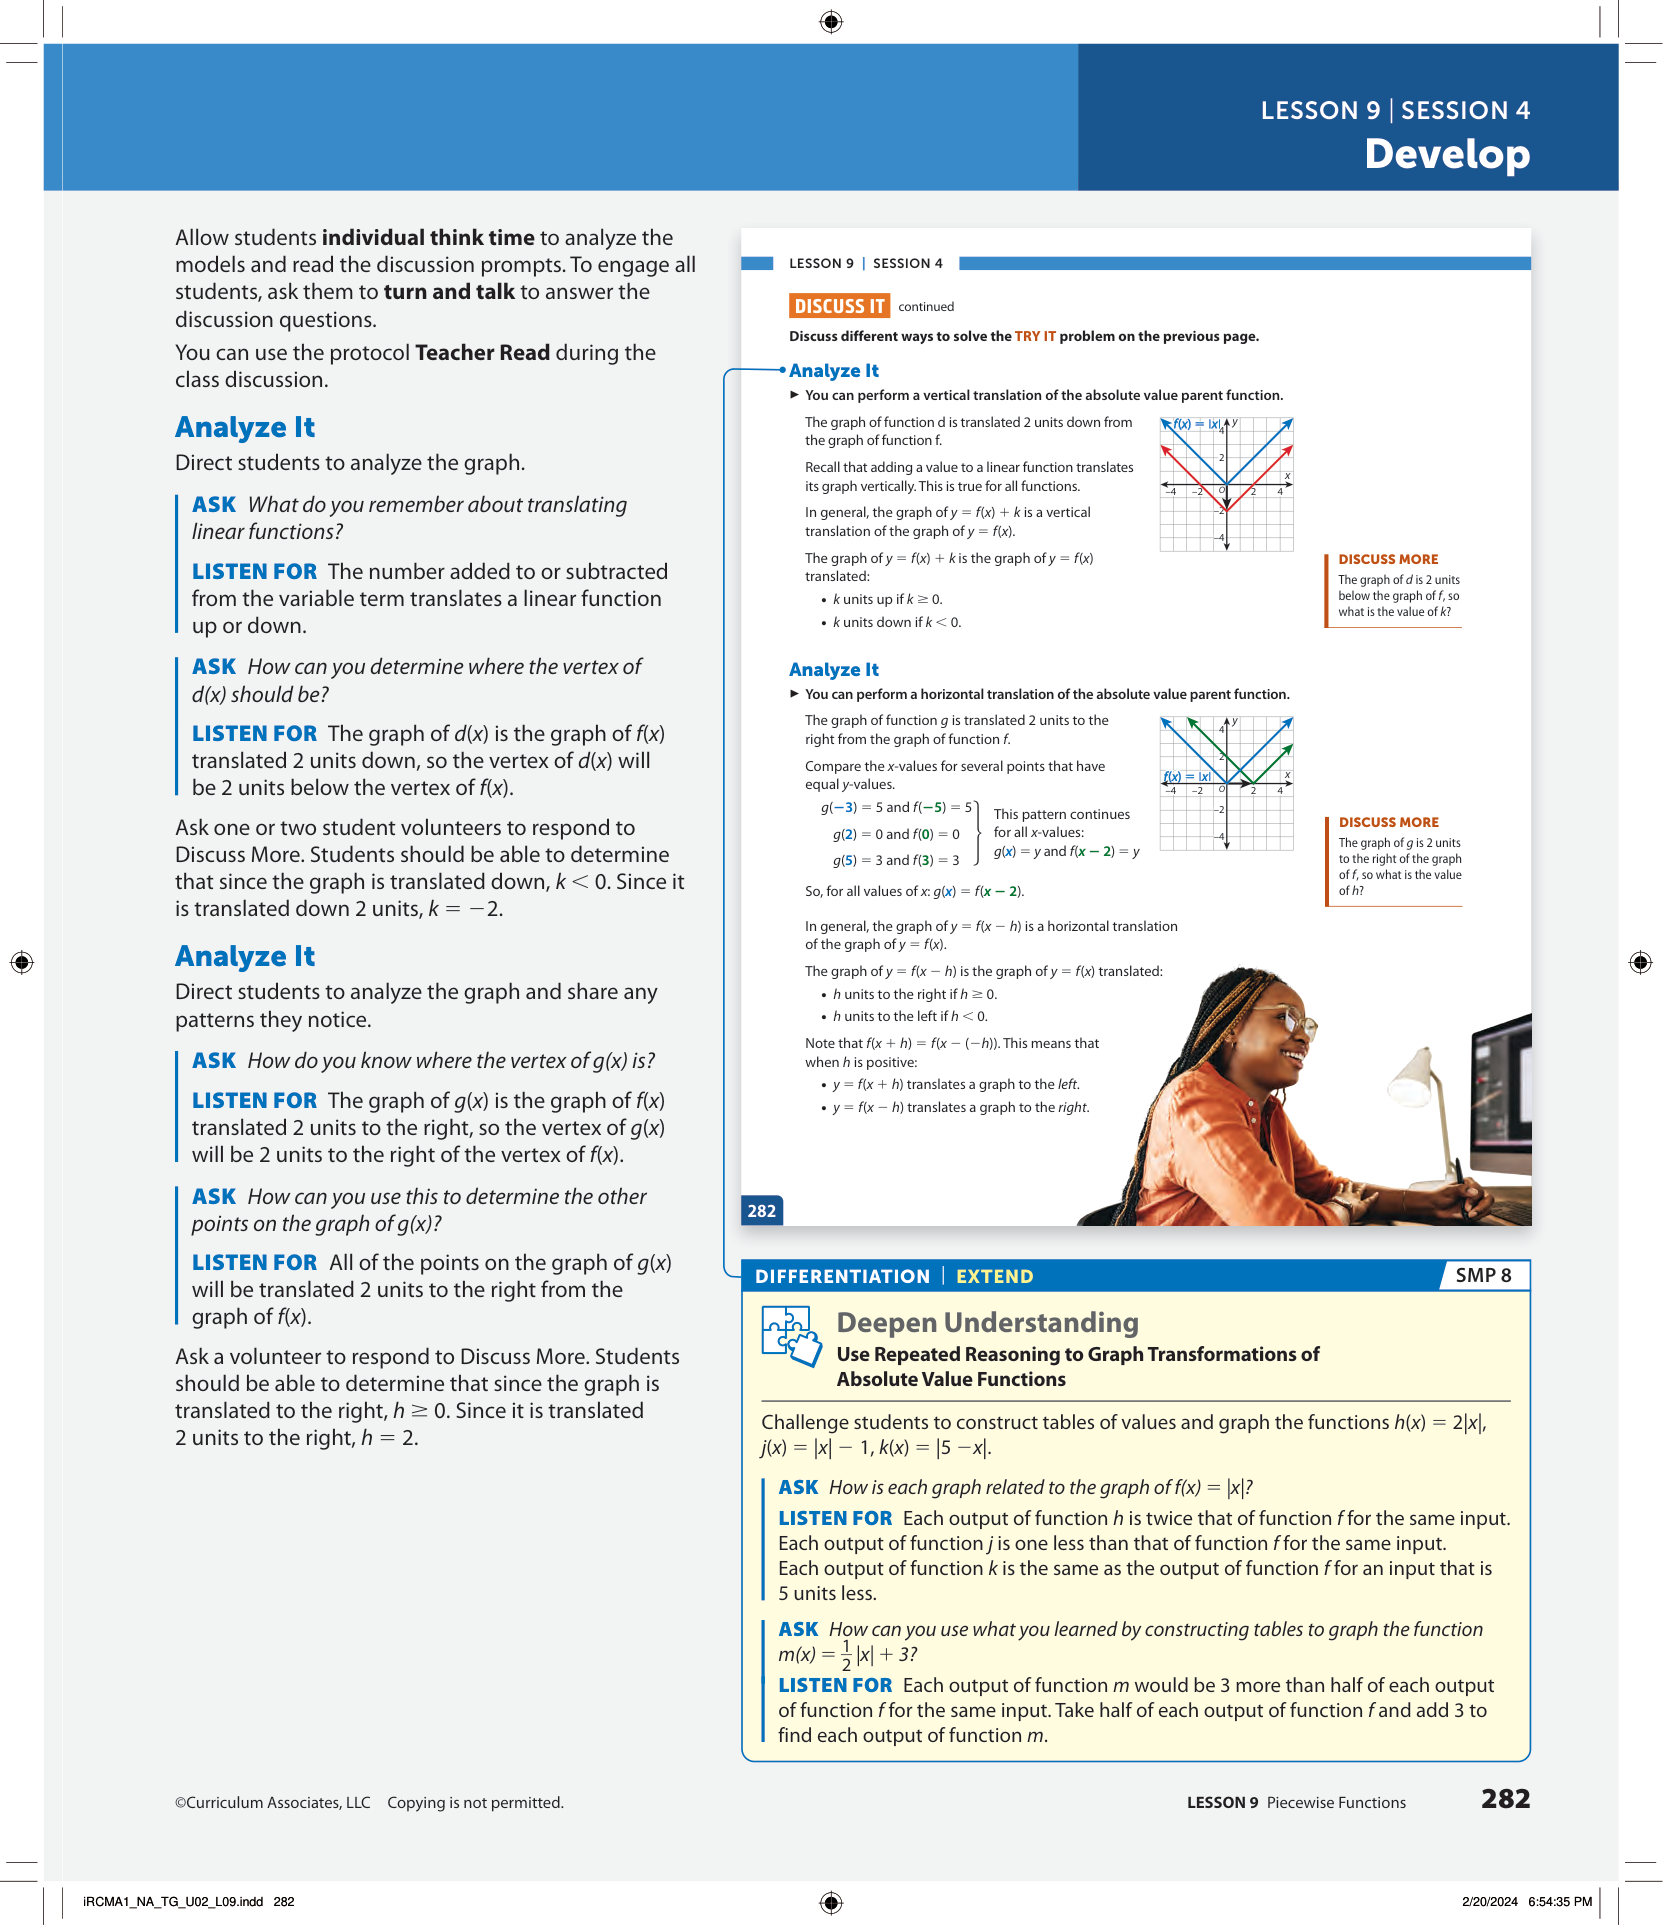 LESSON 9 | SESSION 4
Develop
Allow students individual think time to analyze the
models and read the discussion prompts. To engage all
students, ask them to turn and talk to answer the
discussion questions.
You can use the protocol Teacher Read during the
class discussion.
Analyze It
Direct students to analyze the graph.
ASK What do you remember about translating
linear functions?
LISTEN FOR The number added to or subtracted
from the variable term translates a linear function
up or down.
ASK How can you determine where the vertex of
d(x) should be?
LISTEN FOR The graph of d(x) is the graph of f(x)
translated 2 units down, so the vertex of d(x) will
be 2 units below the vertex of f(x).
Ask one or two student volunteers to respond to
Discuss More. Students should be able to determine
that since the graph is translated down, k < 0. Since it
is translated down 2 units, k = −2.
Analyze It
Direct students to analyze the graph and share any
patterns they notice.
ASK How do you know where the vertex of g(x) is?
LISTEN FOR The graph of g(x) is the graph of f(x)
translated 2 units to the right, so the vertex of g(x)
will be 2 units to the right of the vertex of f(x).
ASK How can you use this to determine the other
points on the graph of g(x)?
LISTEN FOR All of the points on the graph of g(x)
will be translated 2 units to the right from the
graph of f(x).
Ask a volunteer to respond to Discuss More. Students
should be able to determine that since the graph is
translated to the right, h ≥ 0. Since it is translated
2 units to the right, h = 2.
LESSON 9 | SESSION 4
DISCUSS IT continued
Discuss different ways to solve the TRY IT problem on the previous page.
Analyze It
► You can perform a vertical translation of the absolute value parent function.
The graph of function d is translated 2 units down from
the graph of function f.
Recall that adding a value to a linear function translates
its graph vertically. This is true for all functions.
In general, the graph of y = f(x) + k is a vertical
translation of the graph of y = f(x).
The graph of y = f(x) + k is the graph of y = f(x)
translated:
• k units up if k ≥ 0.
• k units down if k < 0.
f(x) = |x|
y
4
2
x
−4 −2 O 2 4
−2
−4
DISCUSS MORE
The graph of d is 2 units
below the graph of f, so
what is the value of k?
Analyze It
► You can perform a horizontal translation of the absolute value parent function.
The graph of function g is translated 2 units to the
right from the graph of function f.
Compare the x-values for several points that have
equal y-values.
g(−3) = 5 and f(−5) = 5
g(2) = 0 and f(0) = 0
g(5) = 3 and f(3) = 3
This pattern continues
for all x-values:
g(x) = y and f(x − 2) = y
So, for all values of x: g(x) = f(x − 2).
y
4
2
f(x) = |x|
x
−4 −2 O 2 4
−2
−4
DISCUSS MORE
The graph of g is 2 units
to the right of the graph
of f, so what is the value
of h?
In general, the graph of y = f(x − h) is a horizontal translation
of the graph of y = f(x).
The graph of y = f(x − h) is the graph of y = f(x) translated:
• h units to the right if h ≥ 0.
• h units to the left if h < 0.
Note that f(x + h) = f(x − (−h)). This means that
when h is positive:
• y = f(x + h) translates a graph to the left.
• y = f(x − h) translates a graph to the right.
282
DIFFERENTIATION | EXTEND
SMP 8
Deepen Understanding
Use Repeated Reasoning to Graph Transformations of
Absolute Value Functions
Challenge students to construct tables of values and graph the functions h(x) = 2|x|,
j(x) = |x| − 1, k(x) = |5 −x|.
ASK How is each graph related to the graph of f(x) = |x|?
LISTEN FOR Each output of function h is twice that of function f for the same input.
Each output of function j is one less than that of function f for the same input.
Each output of function k is the same as the output of function f for an input that is
5 units less.
ASK How can you use what you learned by constructing tables to graph the function
m(x) = 1/2 |x| + 3?
LISTEN FOR Each output of function m would be 3 more than half of each output
of function f for the same input. Take half of each output of function f and add 3 to
find each output of function m.
©Curriculum Associates, LLC Copying is not permitted.
LESSON 9 Piecewise Functions 282
iRCMA1_NA_TG_U02_L09.indd 282
2/20/2024 6:54:35 PM